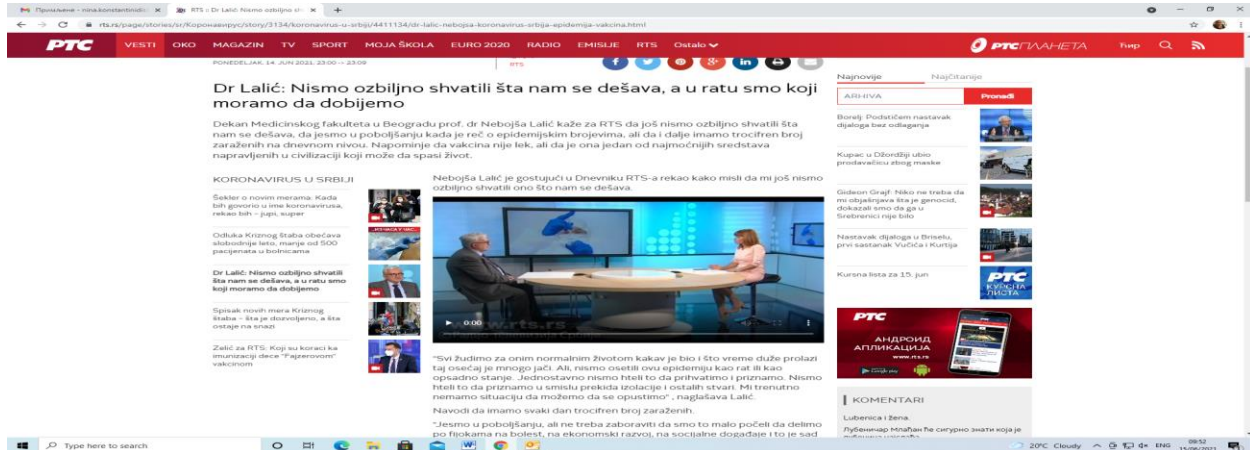 Примљене - nina.konstantinidis
RTS :: Dr Lalić: Nismo ozbiljno sh
rts.rs/page/stories/sr/Коронавирус/story/3134/koronavirus-u-srbiji/4411134/dr-lalic-nebojsa-koronavirus-srbija-epidemija-vakcina.html
РТС VESTI OKO MAGAZIN TV SPORT MOJA ŠKOLA EURO 2020 RADIO EMISIJE RTS Ostalo РТСПЛАНЕТА Ћир
PONEDELJAK, 14. JUN 2021, 23:00 -> 23:09
RTS
Dr Lalić: Nismo ozbiljno shvatili šta nam se dešava, a u ratu smo koji
moramo da dobijemo
Dekan Medicinskog fakulteta u Beogradu prof. dr Nebojša Lalić kaže za RTS da još nismo ozbiljno shvatili šta
nam se dešava, da jesmo u poboljšanju kada je reč o epidemijskim brojevima, ali da i dalje imamo trocifren broj
zaraženih na dnevnom nivou. Napominje da vakcina nije lek, ali da je ona jedan od najmoćnijih sredstava
napravljenih u civilizaciji koji može da spasi život.
KORONAVIRUS U SRBIJI
Šekler o novim merama: Kada
bih govorio u ime koronavirusa,
rekao bih – jupi, super
Odluka Kriznog štaba obećava
slobodnije leto, manje od 500
pacijenata u bolnicama
Dr Lalić: Nismo ozbiljno shvatili
šta nam se dešava, a u ratu smo
koji moramo da dobijemo
Spisak novih mera Kriznog
štaba – šta je dozvoljeno, a šta
ostaje na snazi
Zelić za RTS: Koji su koraci ka
imunizaciji dece "Fajzerovom"
vakcinom
Nebojša Lalić je gostujući u Dnevniku RTS-a rekao kako misli da mi još nismo
ozbiljno shvatili ono što nam se dešava.
0:00
www.rts.rs
"Svi žudimo za onim normalnim životom kakav je bio i što vreme duže prolazi
taj osećaj je mnogo jači. Ali, nismo osetili ovu epidemiju kao rat ili kao
opsadno stanje. Jednostavno nismo hteli to da prihvatimo i priznamo. Nismo
hteli to da priznamo u smislu prekida izolacije i ostalih stvari. Mi trenutno
nemamo situaciju da možemo da se opustimo" , naglašava Lalić.
Navodi da imamo svaki dan trocifren broj zaraženih.
"Jesmo u poboljšanju, ali ne treba zaboraviti da smo to malo počeli da delimo
po fijokama na bolest, na ekonomski razvoj, na socijalne događaje i to je sad
Najnovije Najčitanije
ARHIVA Pronađi
Borelj: Podstičem nastavak
dijaloga bez odlaganja
Kupac u Džordžiji ubio
prodavačicu zbog maske
Gideon Grajf: Niko ne treba da
mi objašnjava šta je genocid,
dokazali smo da ga u
Srebrenici nije bilo
Nastavak dijaloga u Briselu,
prvi sastanak Vučića i Kurtija
Kursna lista za 15. jun
РТС
КУРСНА
ЛИСТА
РТС
АНДРОИД
АПЛИКАЦИЈА
www.rts.rs
Google play
KOMENTARI
Lubenica i žena.
Лубеничар Млађан ће сигурно знати која је
Type here to search
20°C Cloudy ENG 09:52
15/06/2021